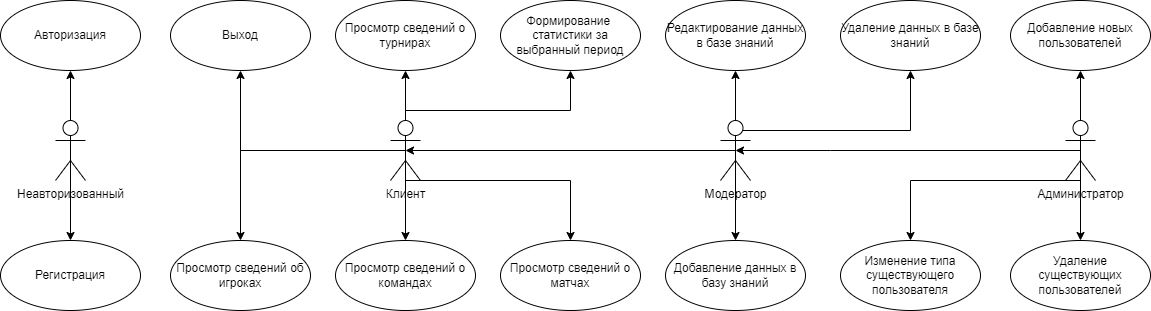 Авторизация
Выход
Просмотр сведений о
турнирах
Формирование
статистики за
выбранный период
Редактирование данных
в базе знаний
Удаление данных в базе
знаний
Добавление новых
пользователей
Неавторизованный
Клиент
Модератор
Администратор
Регистрация
Просмотр сведений об
игроках
Просмотр сведений о
командах
Просмотр сведений о
матчах
Добавление данных в
базу знаний
Изменение типа
существующего
пользователя
Удаление
существующих
пользователей